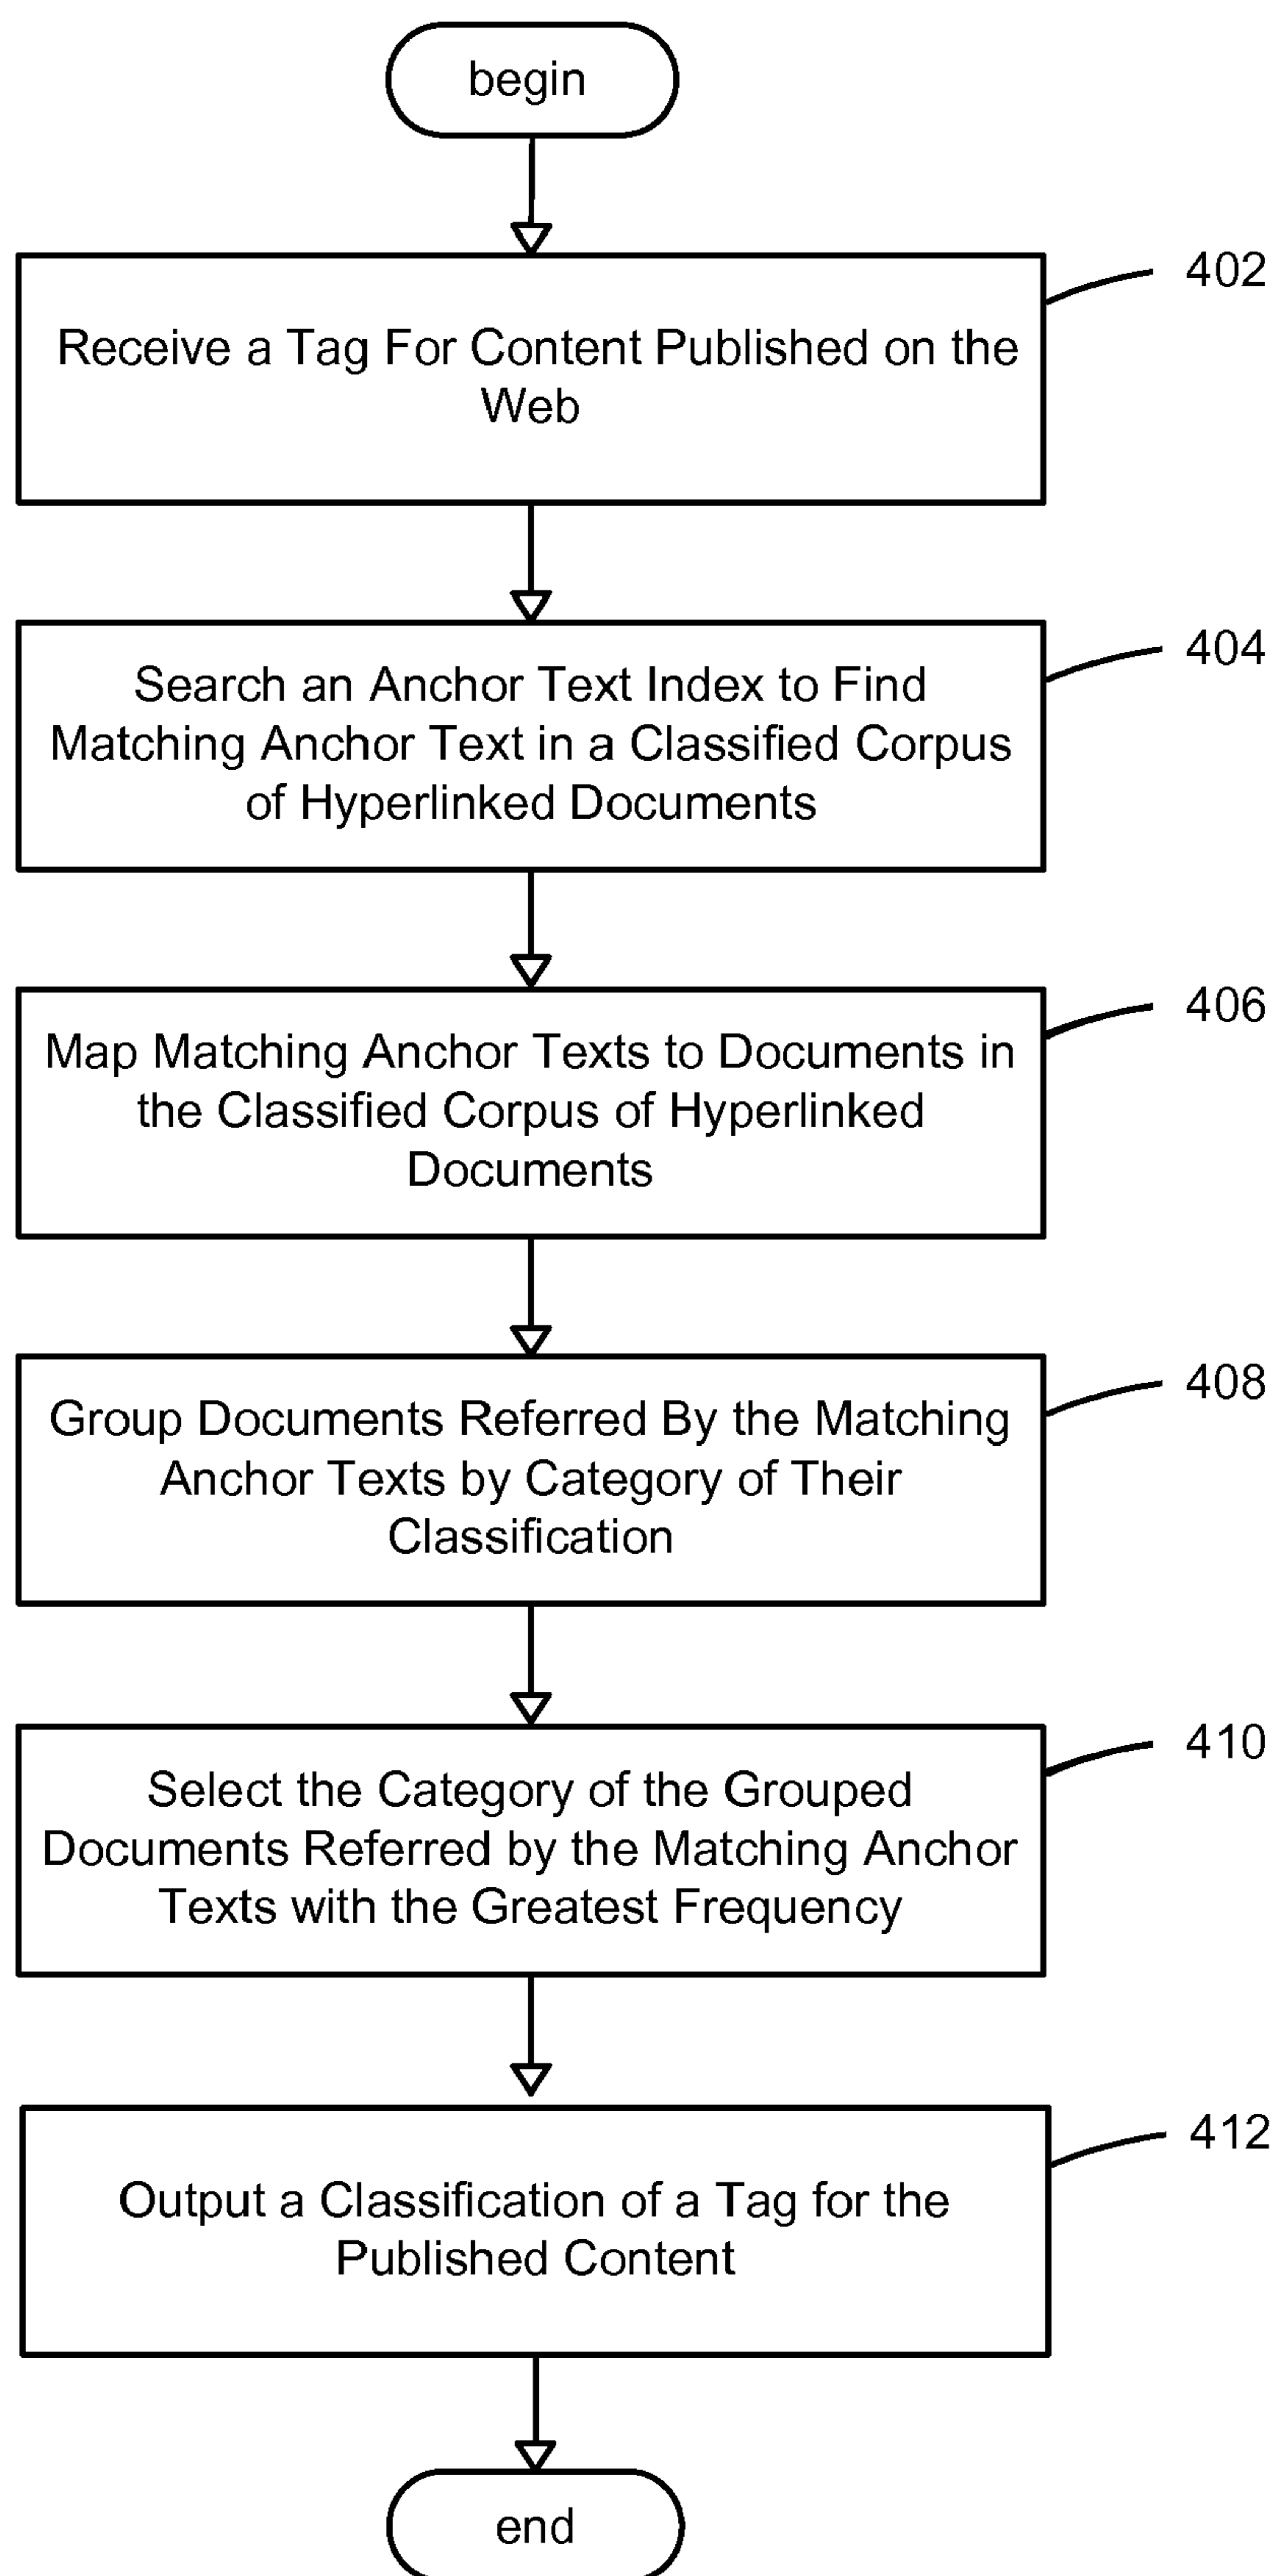 begin
402
Receive a Tag For Content Published on the
Web
404
Search an Anchor Text Index to Find
Matching Anchor Text in a Classified Corpus
of Hyperlinked Documents
406
Map Matching Anchor Texts to Documents in
the Classified Corpus of Hyperlinked
Documents
408
Group Documents Referred By the Matching
Anchor Texts by Category of Their
Classification
410
Select the Category of the Grouped
Documents Referred by the Matching Anchor
Texts with the Greatest Frequency
412
Output a Classification of a Tag for the
Published Content
end